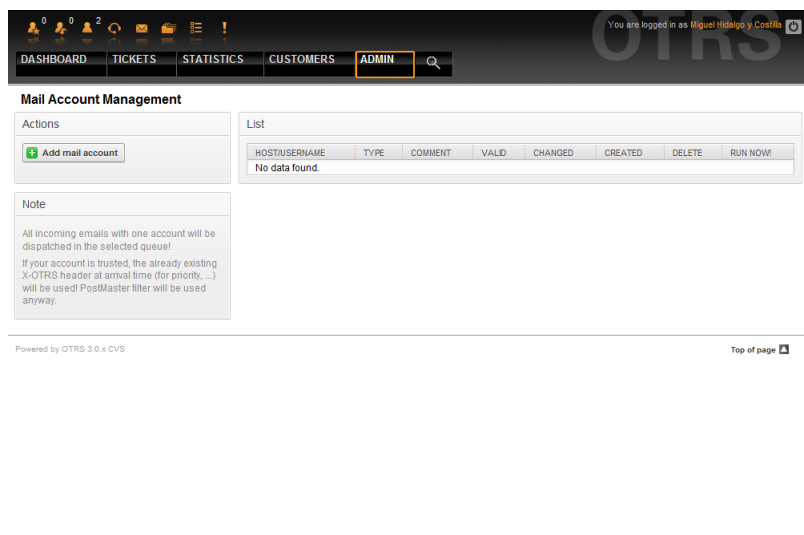 0 0 2
You are logged in as Miguel Hidalgo y Costilla
OTRS
DASHBOARD TICKETS STATISTICS CUSTOMERS ADMIN
Mail Account Management
Actions
Add mail account
List
HOST/USERNAME TYPE COMMENT VALID CHANGED CREATED DELETE RUN NOW!
No data found.
Note
All incoming emails with one account will be
dispatched in the selected queue!
If your account is trusted, the already existing
X-OTRS header at arrival time (for priority, ...)
will be used! PostMaster filter will be used
anyway.
Powered by OTRS 3.0.x CVS
Top of page